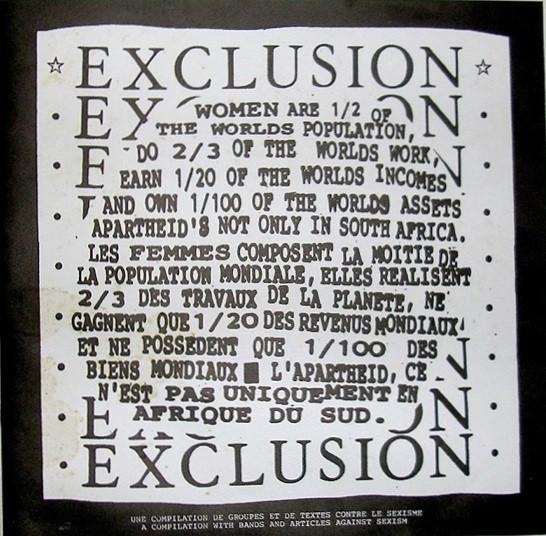 ☆ EXCLUSION ☆
EX ON
WOMEN ARE 1/2 OF
THE WORLDS POPULATION,
DO 2/3 OF THE WORLDS WORK,
EARN 1/20 OF THE WORLDS INCOMES
AND OWN 1/100 OF THE WORLDS ASSETS
APARTHEID'S NOT ONLY IN SOUTH AFRICA.
LES FEMMES COMPOSENT LA MOITIE DE
LA POPULATION MONDIALE, ELLES REALISENT
2/3 DES TRAVAUX DE LA PLANETE, NE
GAGNENT QUE 1/20 DES REVENUS MONDIAUX
ET NE POSSEDENT QUE 1/100 DES
BIENS MONDIAUX ■ L'APARTHEID, CE
N'EST PAS UNIQUEMENT EN
AFRIQUE DU SUD.
E N
EXCLUSION
UNE COMPILATION DE GROUPES ET DE TEXTES CONTRE LE SEXISME
A COMPILATION WITH BANDS AND ARTICLES AGAINST SEXISM